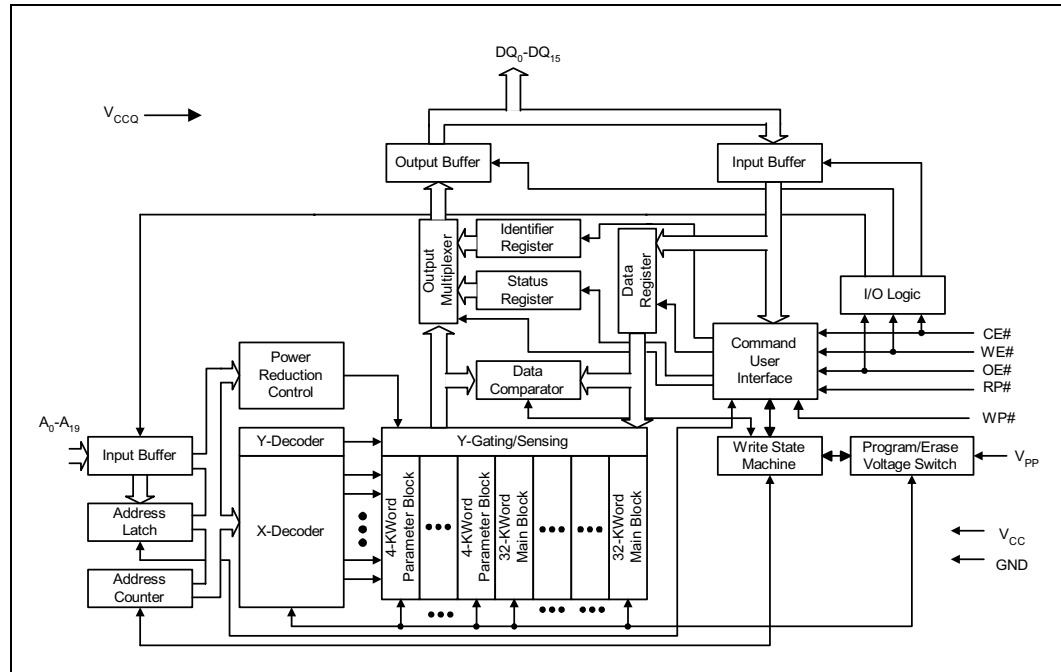 DQ₀-DQ₁₅
V_CCQ
Output Buffer
Input Buffer
Output
Multiplexer
Identifier
Register
Status
Register
Data
Register
I/O Logic
CE#
WE#
OE#
RP#
WP#
Command
User
Interface
Power
Reduction
Control
Data
Comparator
A₀-A₁₉
Input Buffer
Y-Decoder
Y-Gating/Sensing
Write State
Machine
Program/Erase
Voltage Switch
V_PP
Address
Latch
X-Decoder
4-KWord
Parameter Block
4-KWord
Parameter Block
32-KWord
Main Block
32-KWord
Main Block
V_CC
GND
Address
Counter